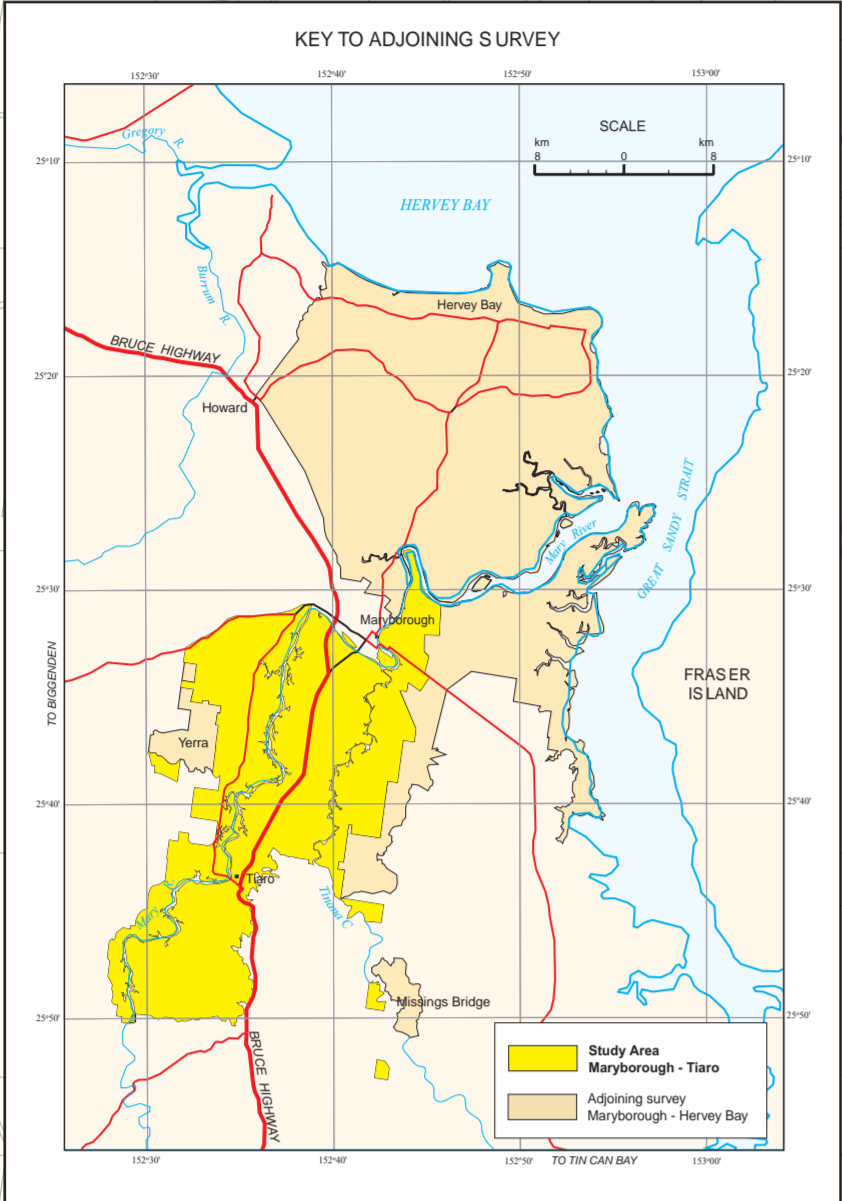 KEY TO ADJOINING SURVEY
152°30'
152°40'
152°50'
153°00'
SCALE
km
km
8
0
8
Gregory R
25°10'
25°10'
HERVEY BAY
Burrum R
Hervey Bay
BRUCE HIGHWAY
25°20'
25°20'
Howard
GREAT SANDY STRAIT
Mary River
25°30'
25°30'
Maryborough
FRASER
ISLAND
TO BIGGENDEN
Yerra
25°40'
25°40'
Tiaro
Mary R
Tinana C
Missings Bridge
25°50'
25°50'
BRUCE HIGHWAY
Study Area
Maryborough - Tiaro
Adjoining survey
Maryborough - Hervey Bay
152°30'
152°40'
152°50'
TO TIN CAN BAY
153°00'